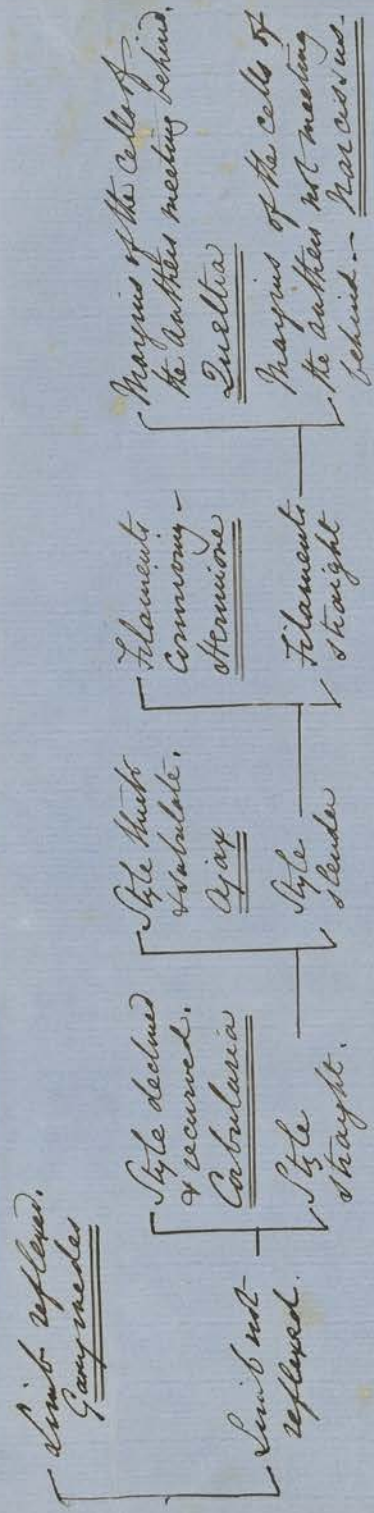 Limb reflexed.
Ganymedes
Limb not
reflexed.
Style declined
& recurved.
Corbularia
Style
straight.
Style thick
& subulate.
Ajax
Style
slender
Filaments
conniving -
Hermione
Filaments
straight
Margins of the cells of
the anthers meeting behind.
Queltia
Margins of the cells of
the anthers not meeting
behind. - Narcissus -